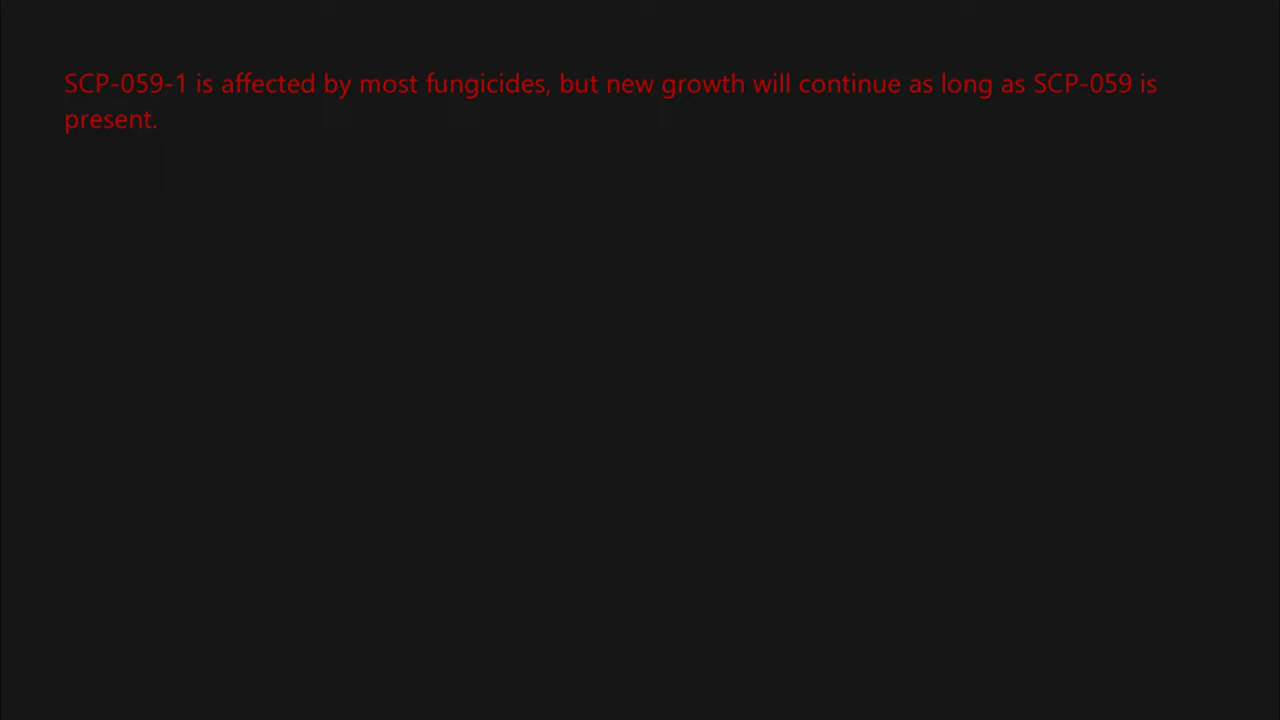 SCP-059-1 is affected by most fungicides, but new growth will continue as long as SCP-059 is
present.